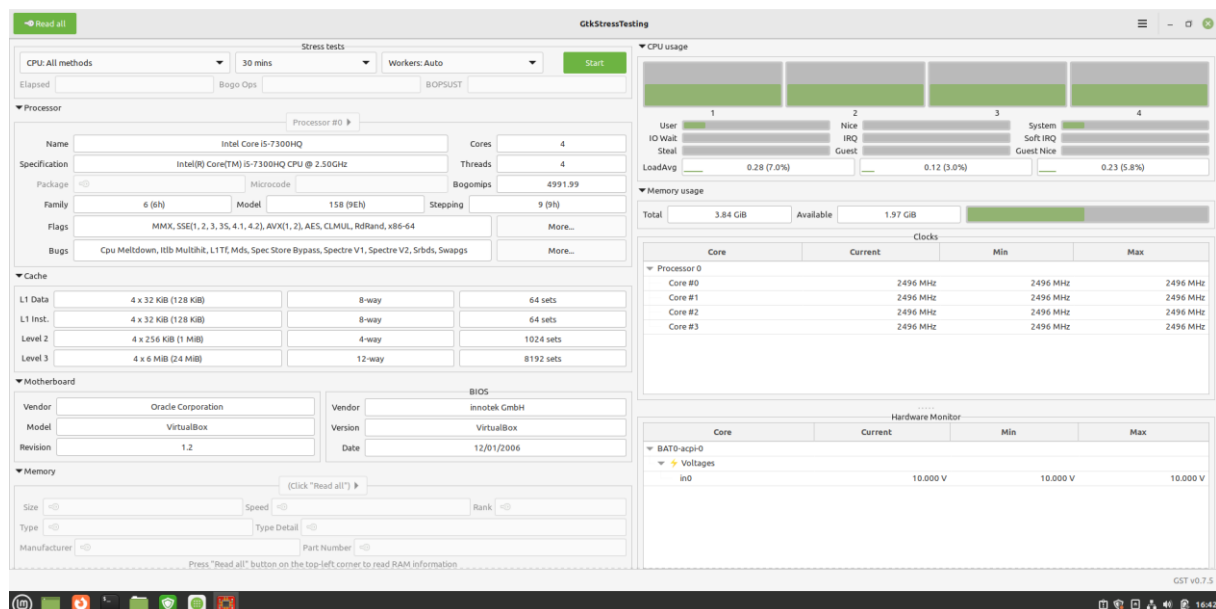 Read all
GtkStressTesting
Stress tests
CPU: All methods 30 mins Workers: Auto Start
Elapsed Bogo Ops BOPSUST
Processor
Processor #0
Name Intel Core i5-7300HQ Cores 4
Specification Intel(R) Core(TM) i5-7300HQ CPU @ 2.50GHz Threads 4
Package Microcode Bogomips 4991.99
Family 6 (6h) Model 158 (9Eh) Stepping 9 (9h)
Flags MMX, SSE(1, 2, 3, 3S, 4.1, 4.2), AVX(1, 2), AES, CLMUL, RdRand, x86-64 More...
Bugs Cpu Meltdown, Itlb Multihit, L1Tf, Mds, Spec Store Bypass, Spectre V1, Spectre V2, Srbds, Swapgs More...
Cache
L1 Data 4 x 32 KiB (128 KiB) 8-way 64 sets
L1 Inst. 4 x 32 KiB (128 KiB) 8-way 64 sets
Level 2 4 x 256 KiB (1 MiB) 4-way 1024 sets
Level 3 4 x 6 MiB (24 MiB) 12-way 8192 sets
Motherboard
Vendor Oracle Corporation
Model VirtualBox
Revision 1.2
BIOS
Vendor innotek GmbH
Version VirtualBox
Date 12/01/2006
Memory
(Click "Read all")
Size Speed Rank
Type Type Detail
Manufacturer Part Number
Press "Read all" button on the top-left corner to read RAM information
CPU usage
1 2 3 4
User Nice System
IO Wait IRQ Soft IRQ
Steal Guest Guest Nice
LoadAvg 0.28 (7.0%) 0.12 (3.0%) 0.23 (5.8%)
Memory usage
Total 3.84 GiB Available 1.97 GiB
Clocks
Core Current Min Max
Processor 0
Core #0 2496 MHz 2496 MHz 2496 MHz
Core #1 2496 MHz 2496 MHz 2496 MHz
Core #2 2496 MHz 2496 MHz 2496 MHz
Core #3 2496 MHz 2496 MHz 2496 MHz
Hardware Monitor
Core Current Min Max
BAT0-acpi-0
Voltages
in0 10.000 V 10.000 V 10.000 V
GST v0.7.5
16:43